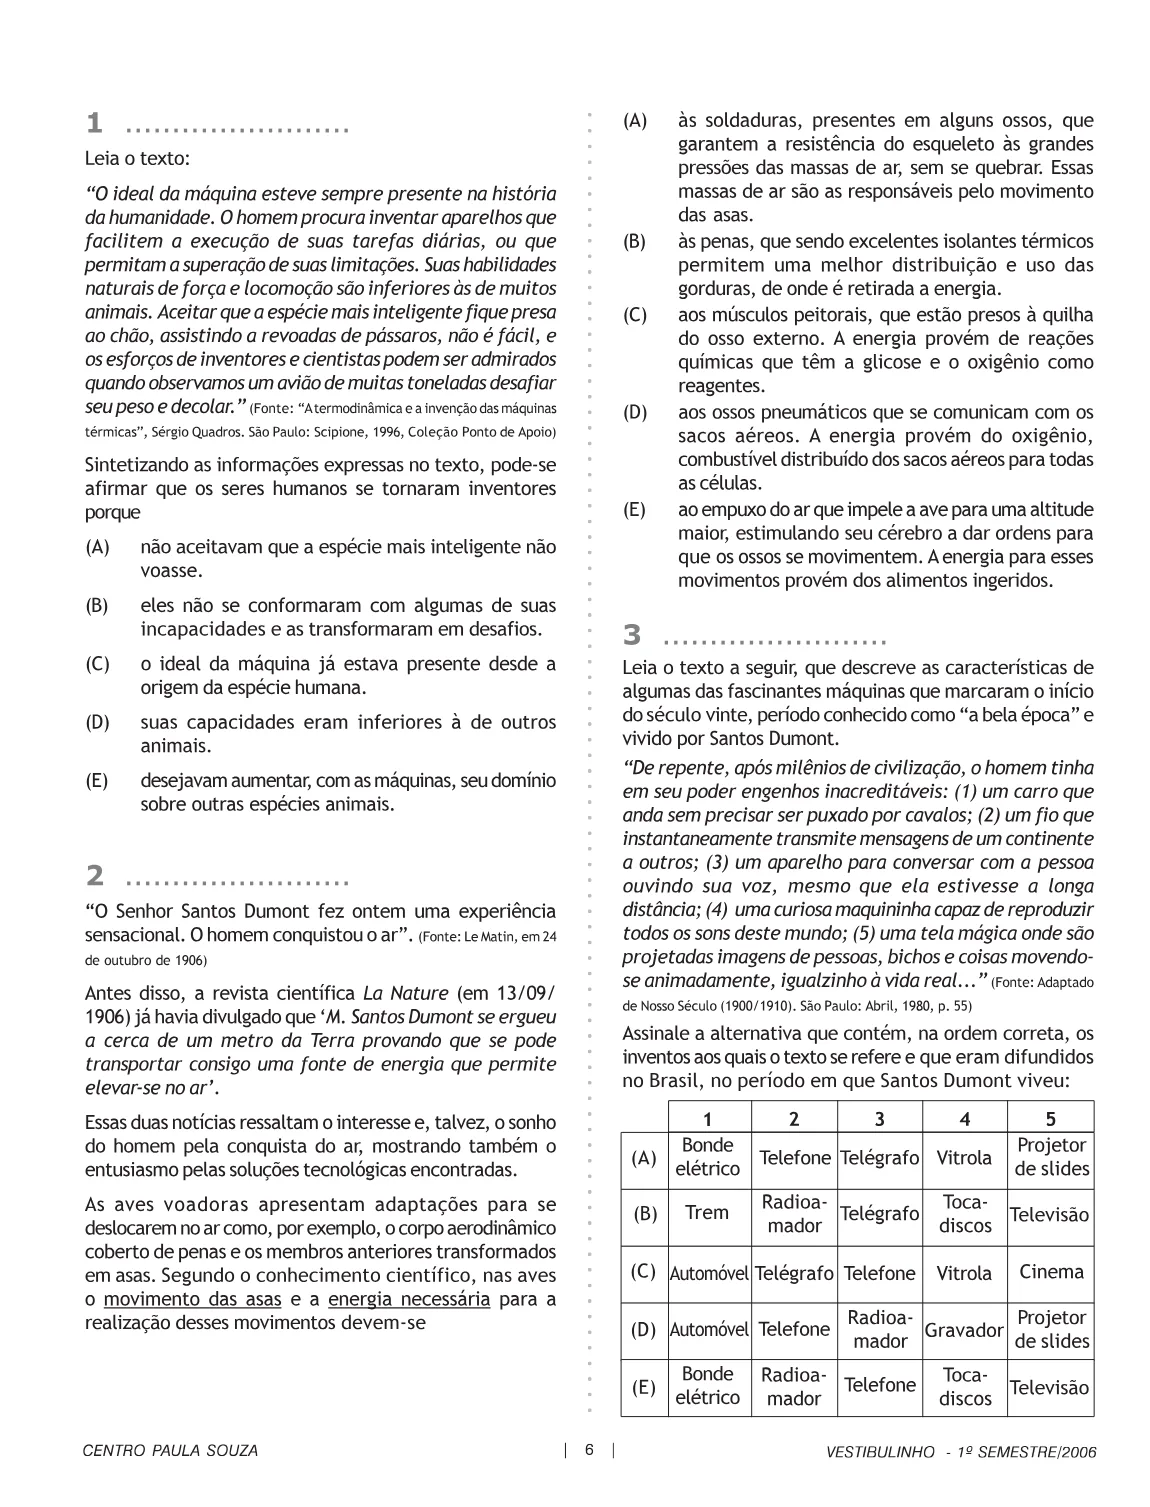 1 ........................
Leia o texto:
“O ideal da máquina esteve sempre presente na história
da humanidade. O homem procura inventar aparelhos que
facilitem a execução de suas tarefas diárias, ou que
permitam a superação de suas limitações. Suas habilidades
naturais de força e locomoção são inferiores às de muitos
animais. Aceitar que a espécie mais inteligente fique presa
ao chão, assistindo a revoadas de pássaros, não é fácil, e
os esforços de inventores e cientistas podem ser admirados
quando observamos um avião de muitas toneladas desafiar
seu peso e decolar.” (Fonte: “A termodinâmica e a invenção das máquinas
térmicas”, Sérgio Quadros. São Paulo: Scipione, 1996, Coleção Ponto de Apoio)
Sintetizando as informações expressas no texto, pode-se
afirmar que os seres humanos se tornaram inventores
porque
(A) não aceitavam que a espécie mais inteligente não
voasse.
(B) eles não se conformaram com algumas de suas
incapacidades e as transformaram em desafios.
(C) o ideal da máquina já estava presente desde a
origem da espécie humana.
(D) suas capacidades eram inferiores à de outros
animais.
(E) desejavam aumentar, com as máquinas, seu domínio
sobre outras espécies animais.
2 ........................
“O Senhor Santos Dumont fez ontem uma experiência
sensacional. O homem conquistou o ar”. (Fonte: Le Matin, em 24
de outubro de 1906)
Antes disso, a revista científica La Nature (em 13/09/
1906) já havia divulgado que ‘M. Santos Dumont se ergueu
a cerca de um metro da Terra provando que se pode
transportar consigo uma fonte de energia que permite
elevar-se no ar’.
Essas duas notícias ressaltam o interesse e, talvez, o sonho
do homem pela conquista do ar, mostrando também o
entusiasmo pelas soluções tecnológicas encontradas.
As aves voadoras apresentam adaptações para se
deslocarem no ar como, por exemplo, o corpo aerodinâmico
coberto de penas e os membros anteriores transformados
em asas. Segundo o conhecimento científico, nas aves
o movimento das asas e a energia necessária para a
realização desses movimentos devem-se
(A) às soldaduras, presentes em alguns ossos, que
garantem a resistência do esqueleto às grandes
pressões das massas de ar, sem se quebrar. Essas
massas de ar são as responsáveis pelo movimento
das asas.
(B) às penas, que sendo excelentes isolantes térmicos
permitem uma melhor distribuição e uso das
gorduras, de onde é retirada a energia.
(C) aos músculos peitorais, que estão presos à quilha
do osso externo. A energia provém de reações
químicas que têm a glicose e o oxigênio como
reagentes.
(D) aos ossos pneumáticos que se comunicam com os
sacos aéreos. A energia provém do oxigênio,
combustível distribuído dos sacos aéreos para todas
as células.
(E) ao empuxo do ar que impele a ave para uma altitude
maior, estimulando seu cérebro a dar ordens para
que os ossos se movimentem. A energia para esses
movimentos provém dos alimentos ingeridos.
3 ........................
Leia o texto a seguir, que descreve as características de
algumas das fascinantes máquinas que marcaram o início
do século vinte, período conhecido como “a bela época” e
vivido por Santos Dumont.
“De repente, após milênios de civilização, o homem tinha
em seu poder engenhos inacreditáveis: (1) um carro que
anda sem precisar ser puxado por cavalos; (2) um fio que
instantaneamente transmite mensagens de um continente
a outros; (3) um aparelho para conversar com a pessoa
ouvindo sua voz, mesmo que ela estivesse a longa
distância; (4) uma curiosa maquininha capaz de reproduzir
todos os sons deste mundo; (5) uma tela mágica onde são
projetadas imagens de pessoas, bichos e coisas movendo-
se animadamente, igualzinho à vida real...” (Fonte: Adaptado
de Nosso Século (1900/1910). São Paulo: Abril, 1980, p. 55)
Assinale a alternativa que contém, na ordem correta, os
inventos aos quais o texto se refere e que eram difundidos
no Brasil, no período em que Santos Dumont viveu:
1 2 3 4 5
(A) Bonde elétrico Telefone Telégrafo Vitrola Projetor de slides
(B) Trem Radioa-mador Telégrafo Toca-discos Televisão
(C) Automóvel Telégrafo Telefone Vitrola Cinema
(D) Automóvel Telefone Radioa-mador Gravador Projetor de slides
(E) Bonde elétrico Radioa-mador Telefone Toca-discos Televisão
CENTRO PAULA SOUZA | 6 | VESTIBULINHO - 1º SEMESTRE/2006